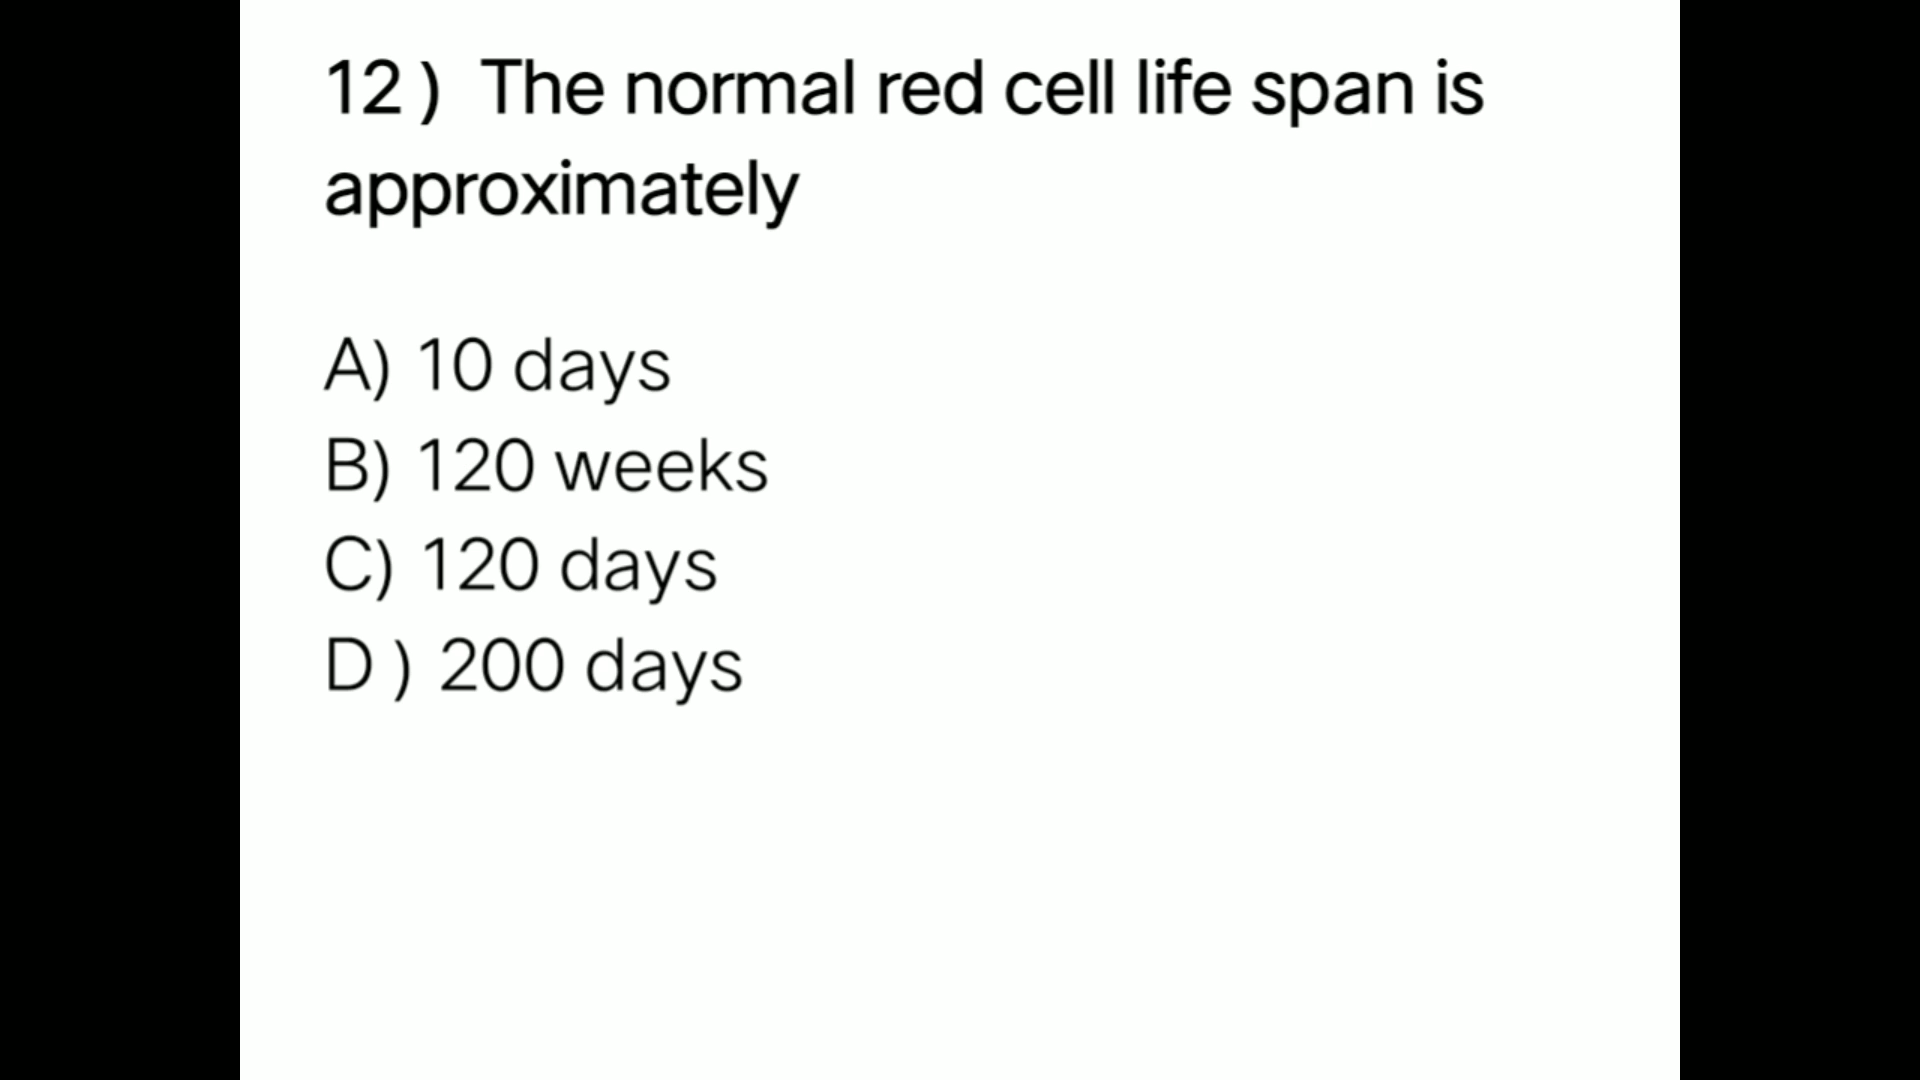 12 ) The normal red cell life span is
approximately
A) 10 days
B) 120 weeks
C) 120 days
D ) 200 days